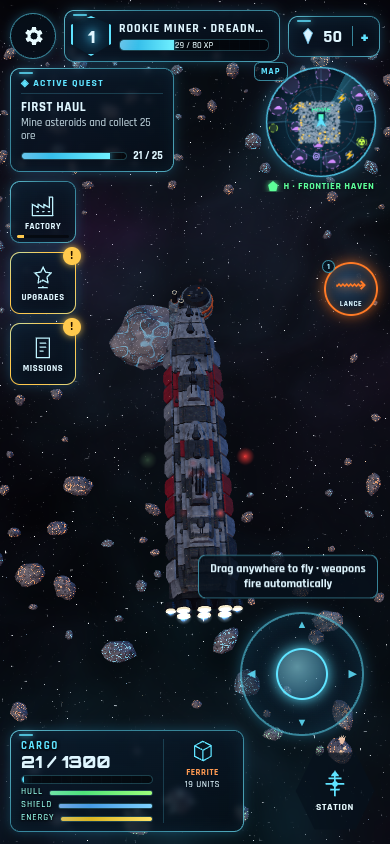 1
ROOKIE MINER · DREADN...
29 / 80 XP
50
+
ACTIVE QUEST
FIRST HAUL
Mine asteroids and collect 25
ore
21 / 25
MAP
H · FRONTIER HAVEN
FACTORY
!
UPGRADES
!
MISSIONS
1
LANCE
Drag anywhere to fly · weapons
fire automatically
CARGO
21 / 1300
HULL
SHIELD
ENERGY
FERRITE
19 UNITS
STATION